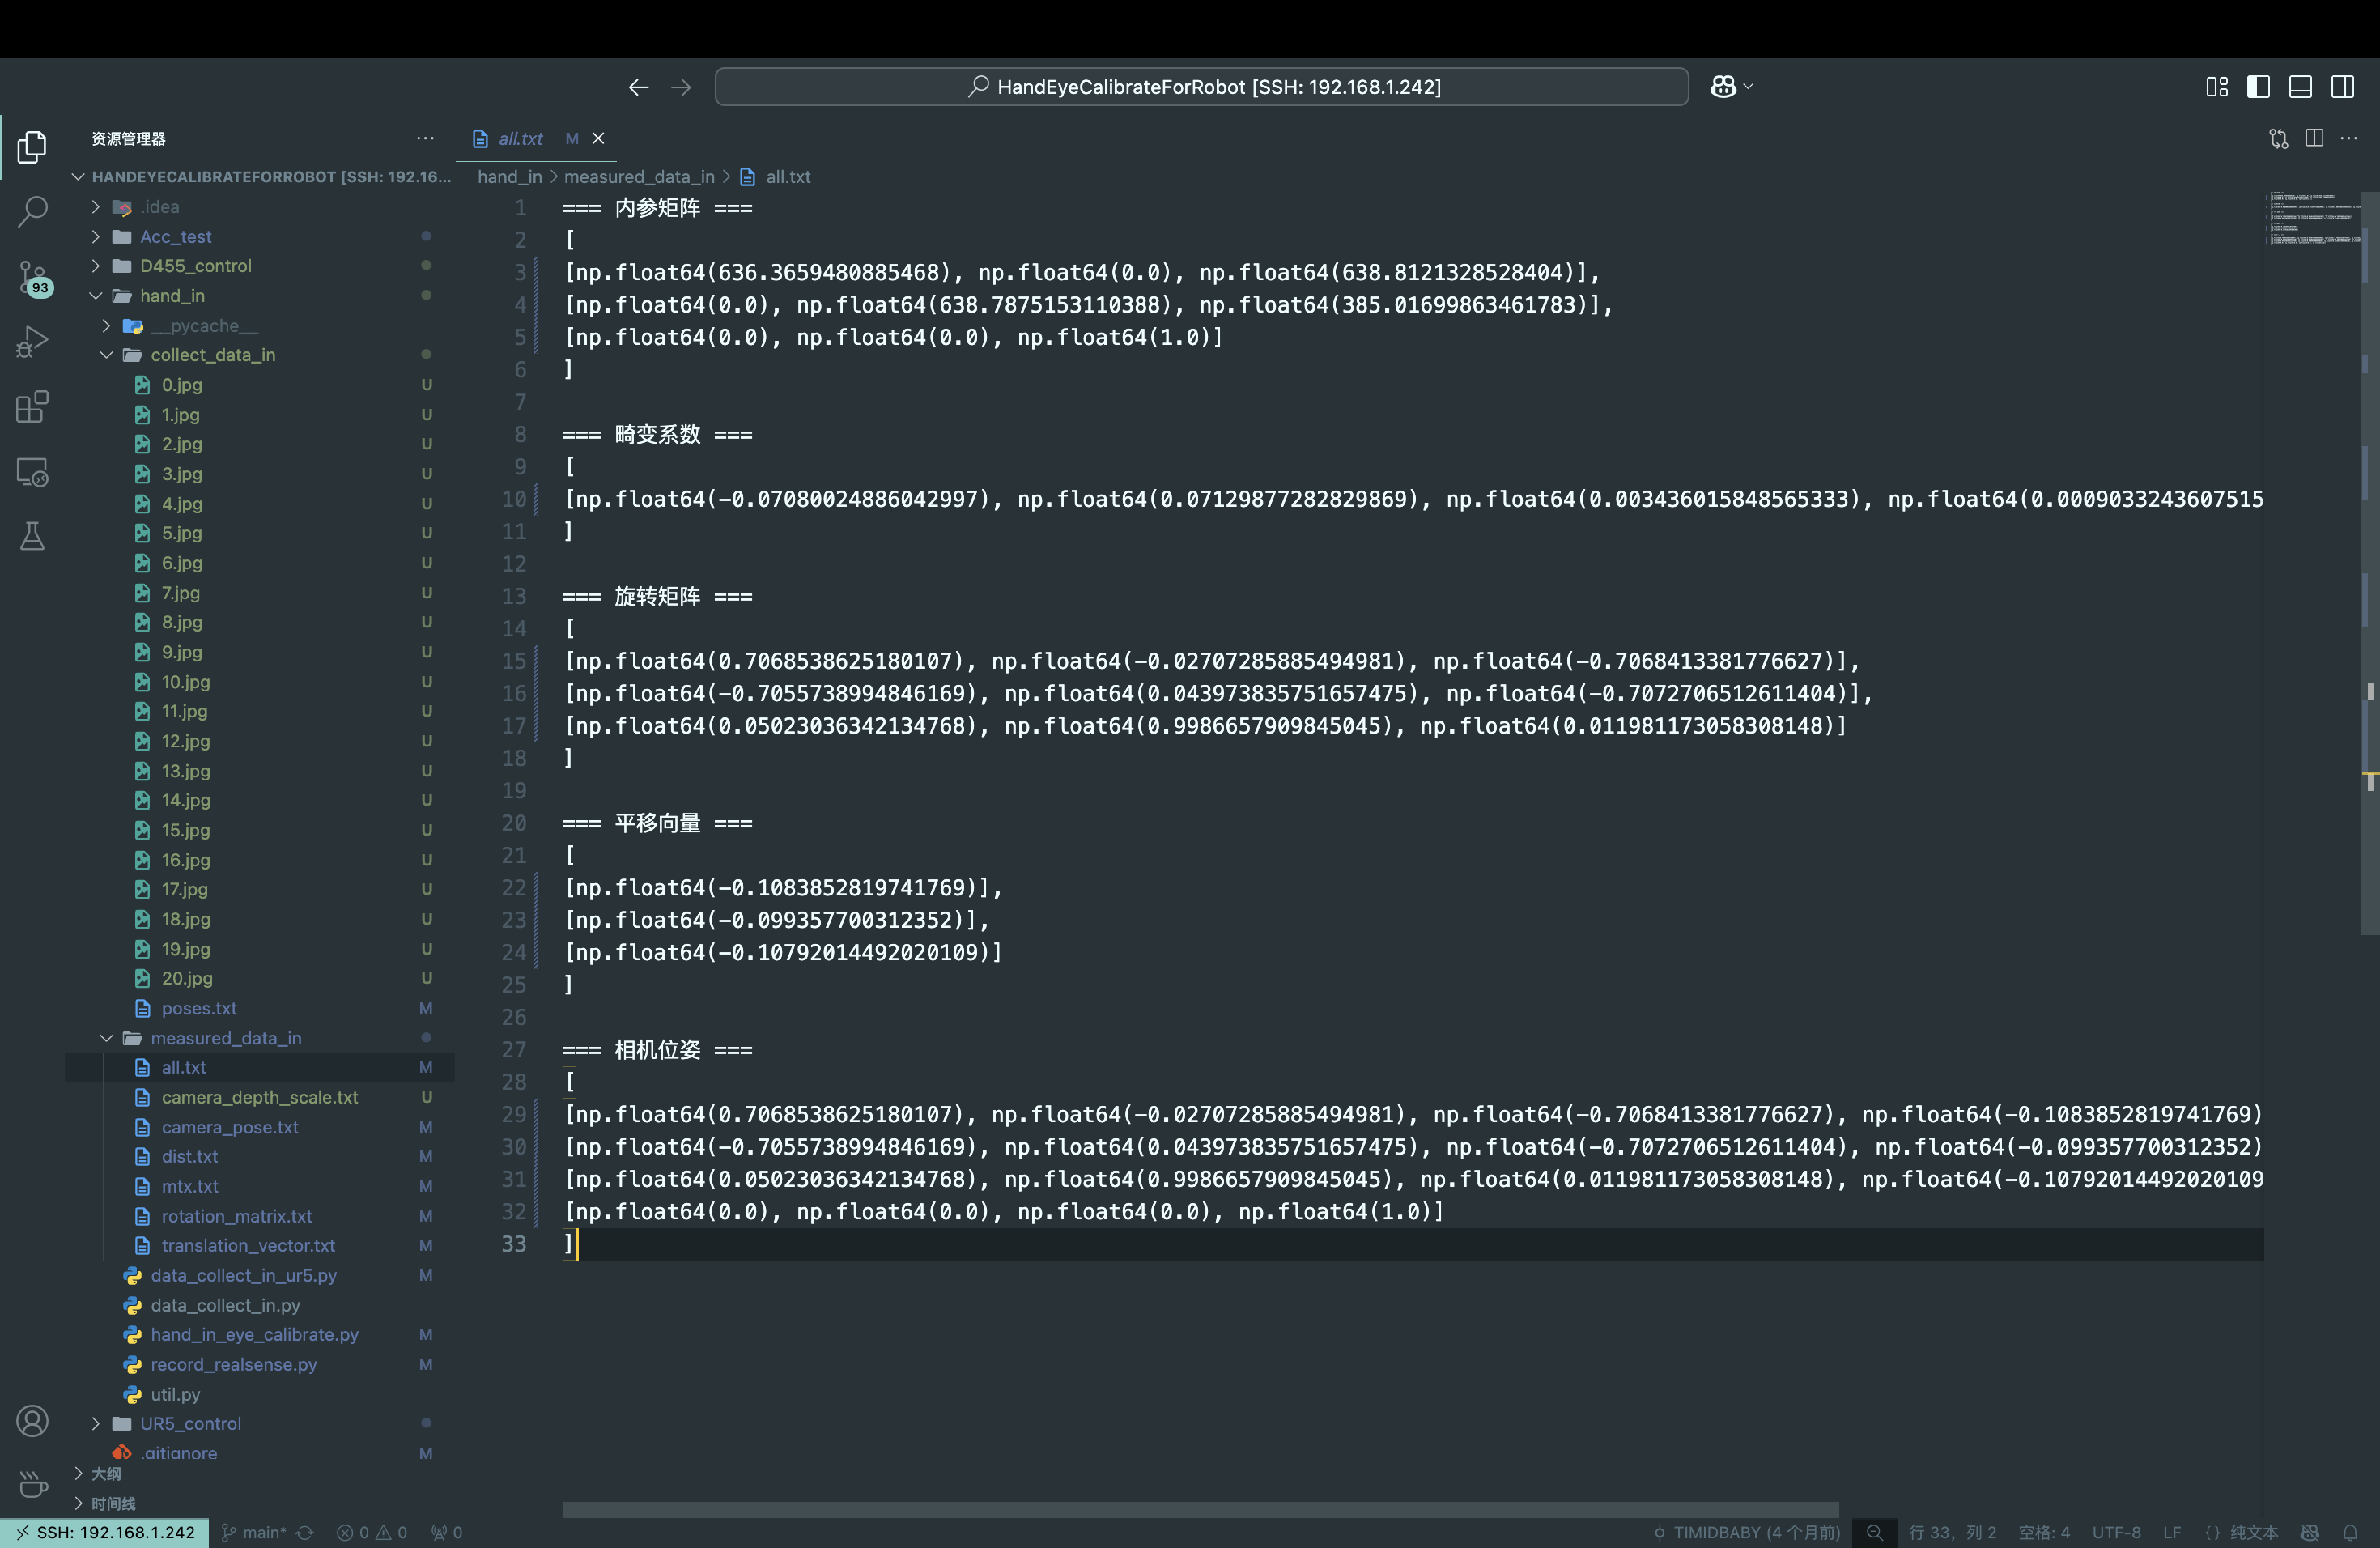 HandEyeCalibrateForRobot [SSH: 192.168.1.242]
资源管理器
all.txt M
HANDEYECALIBRATEFORROBOT [SSH: 192.16...
hand_in > measured_data_in > all.txt
.idea
Acc_test
D455_control
hand_in
__pycache__
collect_data_in
0.jpg U
1.jpg U
2.jpg U
3.jpg U
4.jpg U
5.jpg U
6.jpg U
7.jpg U
8.jpg U
9.jpg U
10.jpg U
11.jpg U
12.jpg U
13.jpg U
14.jpg U
15.jpg U
16.jpg U
17.jpg U
18.jpg U
19.jpg U
20.jpg U
poses.txt M
measured_data_in
all.txt M
camera_depth_scale.txt U
camera_pose.txt M
dist.txt M
mtx.txt M
rotation_matrix.txt M
translation_vector.txt M
data_collect_in_ur5.py M
data_collect_in.py
hand_in_eye_calibrate.py M
record_realsense.py M
util.py
UR5_control
.gitignore M
大纲
时间线
93
1 === 内参矩阵 ===
2 [
3 [np.float64(636.3659480885468), np.float64(0.0), np.float64(638.8121328528404)],
4 [np.float64(0.0), np.float64(638.7875153110388), np.float64(385.01699863461783)],
5 [np.float64(0.0), np.float64(0.0), np.float64(1.0)]
6 ]
7
8 === 畸变系数 ===
9 [
10 [np.float64(-0.07080024886042997), np.float64(0.07129877282829869), np.float64(0.003436015848565333), np.float64(0.0009033243607515
11 ]
12
13 === 旋转矩阵 ===
14 [
15 [np.float64(0.7068538625180107), np.float64(-0.02707285885494981), np.float64(-0.7068413381776627)],
16 [np.float64(-0.7055738994846169), np.float64(0.043973835751657475), np.float64(-0.7072706512611404)],
17 [np.float64(0.05023036342134768), np.float64(0.9986657909845045), np.float64(0.011981173058308148)]
18 ]
19
20 === 平移向量 ===
21 [
22 [np.float64(-0.1083852819741769)],
23 [np.float64(-0.099357700312352)],
24 [np.float64(-0.10792014492020109)]
25 ]
26
27 === 相机位姿 ===
28 [
29 [np.float64(0.7068538625180107), np.float64(-0.02707285885494981), np.float64(-0.7068413381776627), np.float64(-0.1083852819741769)
30 [np.float64(-0.7055738994846169), np.float64(0.043973835751657475), np.float64(-0.7072706512611404), np.float64(-0.099357700312352)
31 [np.float64(0.05023036342134768), np.float64(0.9986657909845045), np.float64(0.011981173058308148), np.float64(-0.10792014492020109
32 [np.float64(0.0), np.float64(0.0), np.float64(0.0), np.float64(1.0)]
33 ]
SSH: 192.168.1.242 main* 0 0 0 TIMIDBABY (4 个月前) 行 33，列 2 空格: 4 UTF-8 LF {} 纯文本